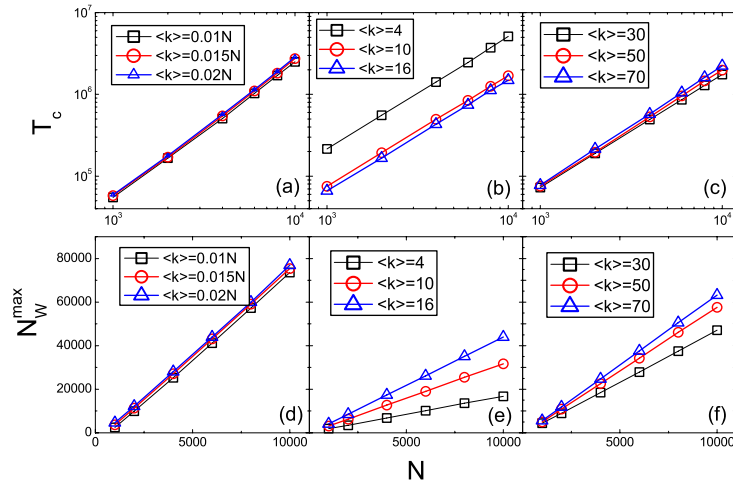 <k>=0.01N
<k>=0.015N
<k>=0.02N
(a)
<k>=4
<k>=10
<k>=16
(b)
<k>=30
<k>=50
<k>=70
(c)
T_c
10^7
10^6
10^5
10^3 10^4
10^3 10^4
10^3 10^4
<k>=0.01N
<k>=0.015N
<k>=0.02N
(d)
<k>=4
<k>=10
<k>=16
(e)
<k>=30
<k>=50
<k>=70
(f)
N_W^max
80000
60000
40000
20000
0
0 5000 10000
5000 10000
5000 10000
N